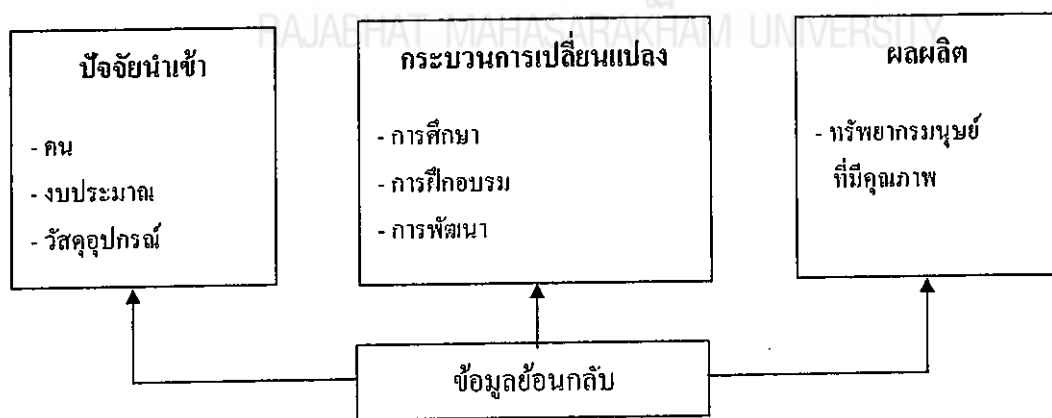 RAJABHAT MAHASARAKHAM UNIVERSITY
ปัจจัยนำเข้า
- คน
- งบประมาณ
- วัสดุอุปกรณ์
กระบวนการเปลี่ยนแปลง
- การศึกษา
- การฝึกอบรม
- การพัฒนา
ผลผลิต
- ทรัพยากรมนุษย์
ที่มีคุณภาพ
ข้อมูลย้อนกลับ